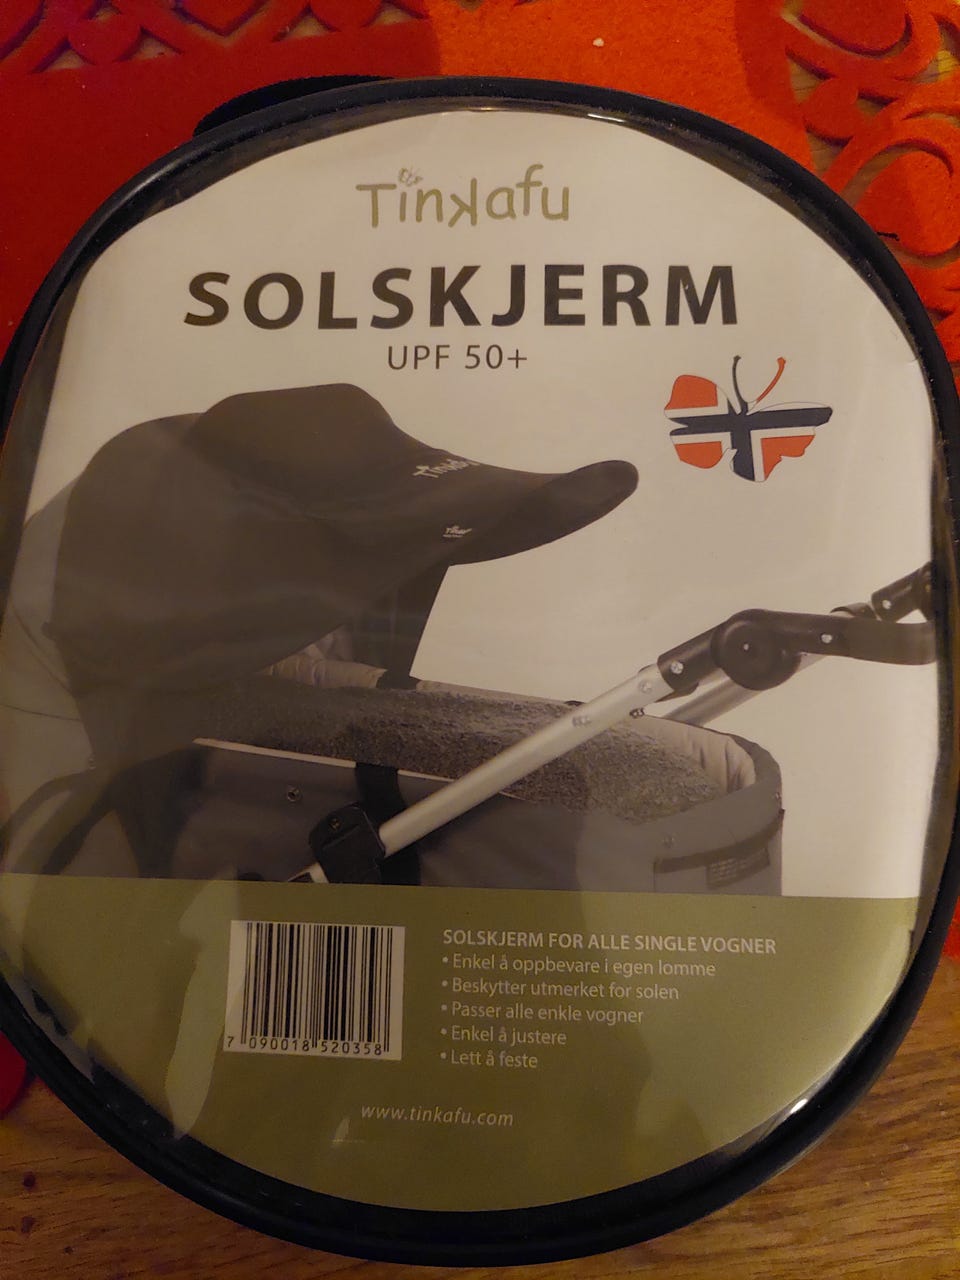 Tinkafu
SOLSKJERM
UPF 50+
Tinkafu
SOLSKJERM FOR ALLE SINGLE VOGNER
• Enkel å oppbevare i egen lomme
• Beskytter utmerket for solen
• Passer alle enkle vogner
• Enkel å justere
• Lett å feste
7 090018 520358
www.tinkafu.com